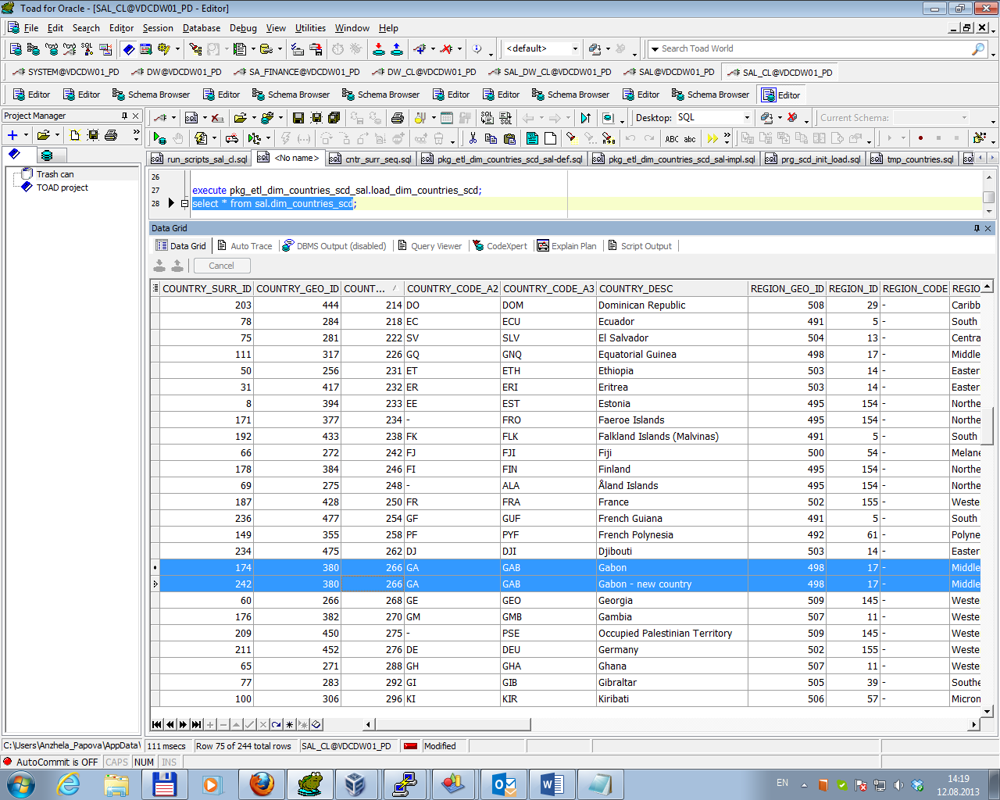 Toad for Oracle - [SAL_CL@VDCDW01_PD - Editor]
File Edit Search Editor Session Database Debug View Utilities Window Help
<default> Search Toad World
SYSTEM@VDCDW01_PD DW@VDCDW01_PD SA_FINANCE@VDCDW01_PD DW_CL@VDCDW01_PD SAL_DW_CL@VDCDW01_PD SAL@VDCDW01_PD SAL_CL@VDCDW01_PD
Editor Editor Schema Browser Editor Schema Browser Schema Browser Editor Editor Schema Browser Editor Schema Browser Editor
Project Manager
Desktop: SQL Current Schema:
ABC abc
run_scripts_sal_cl.sql <No name> cntr_surr_seq.sql pkg_etl_dim_countries_scd_sal-def.sql pkg_etl_dim_countries_scd_sal-impl.sql prg_scd_init_load.sql tmp_countries.sql
Trash can
TOAD project
26
27 execute pkg_etl_dim_countries_scd_sal.load_dim_countries_scd;
28 select * from sal.dim_countries_scd;
Data Grid
Data Grid Auto Trace DBMS Output (disabled) Query Viewer CodeXpert Explain Plan Script Output
Cancel
COUNTRY_SURR_ID COUNTRY_GEO_ID COUNT... COUNTRY_CODE_A2 COUNTRY_CODE_A3 COUNTRY_DESC REGION_GEO_ID REGION_ID REGION_CODE REGIO
203 444 214 DO DOM Dominican Republic 508 29 - Caribb
78 284 218 EC ECU Ecuador 491 5 - South
75 281 222 SV SLV El Salvador 504 13 - Centra
111 317 226 GQ GNQ Equatorial Guinea 498 17 - Middle
50 256 231 ET ETH Ethiopia 503 14 - Easter
31 417 232 ER ERI Eritrea 503 14 - Easter
8 394 233 EE EST Estonia 495 154 - Northe
171 377 234 - FRO Faeroe Islands 495 154 - Northe
192 433 238 FK FLK Falkland Islands (Malvinas) 491 5 - South
66 272 242 FJ FJI Fiji 500 54 - Melane
178 384 246 FI FIN Finland 495 154 - Northe
69 275 248 - ALA Åland Islands 495 154 - Northe
187 428 250 FR FRA France 502 155 - Weste
236 477 254 GF GUF French Guiana 491 5 - South
149 355 258 PF PYF French Polynesia 492 61 - Polyne
234 475 262 DJ DJI Djibouti 503 14 - Easter
174 380 266 GA GAB Gabon 498 17 - Middle
242 380 266 GA GAB Gabon - new country 498 17 - Middle
60 266 268 GE GEO Georgia 509 145 - Weste
176 382 270 GM GMB Gambia 507 11 - Weste
209 450 275 - PSE Occupied Palestinian Territory 509 145 - Weste
211 452 276 DE DEU Germany 502 155 - Weste
65 271 288 GH GHA Ghana 507 11 - Weste
77 283 292 GI GIB Gibraltar 505 39 - Southe
100 306 296 KI KIR Kiribati 506 57 - Micron
C:\Users\Anzhela_Papova\AppData\ 111 msecs Row 75 of 244 total rows SAL_CL@VDCDW01_PD Modified
AutoCommit is OFF CAPS NUM INS
EN 14:19
12.08.2013